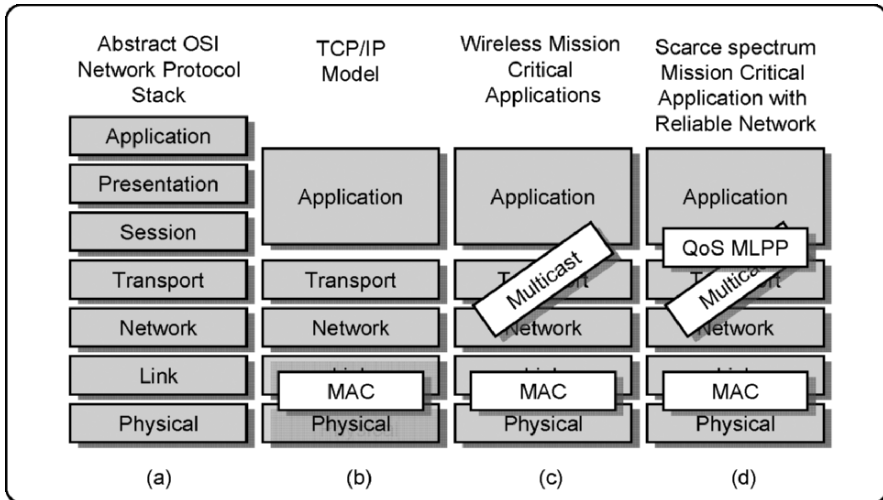 Abstract OSI
Network Protocol
Stack
Application
Presentation
Session
Transport
Network
Link
Physical
(a)
TCP/IP
Model
Application
Transport
Network
MAC
Physical
(b)
Wireless Mission
Critical
Applications
Application
Multicast
Network
MAC
Physical
(c)
Scarce spectrum
Mission Critical
Application with
Reliable Network
Application
QoS MLPP
Network
MAC
Physical
(d)